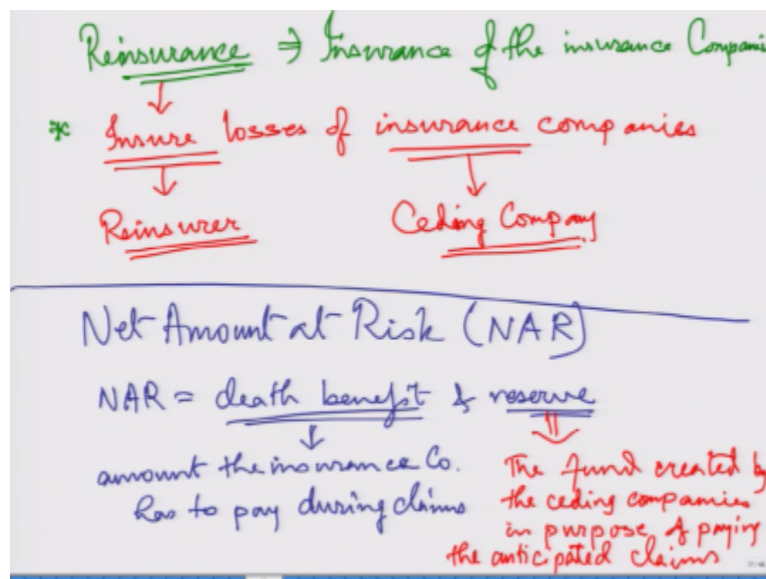 Reinsurance ⇒ Insurance of the insurance Compani
* Insure losses of insurance companies
Reinsurer Ceding Company
Net Amount at Risk (NAR)
NAR = death benefit & reserve
amount the insurance Co.
has to pay during claims
The fund created by
the ceding companies
in purpose of paying
the anticipated claims